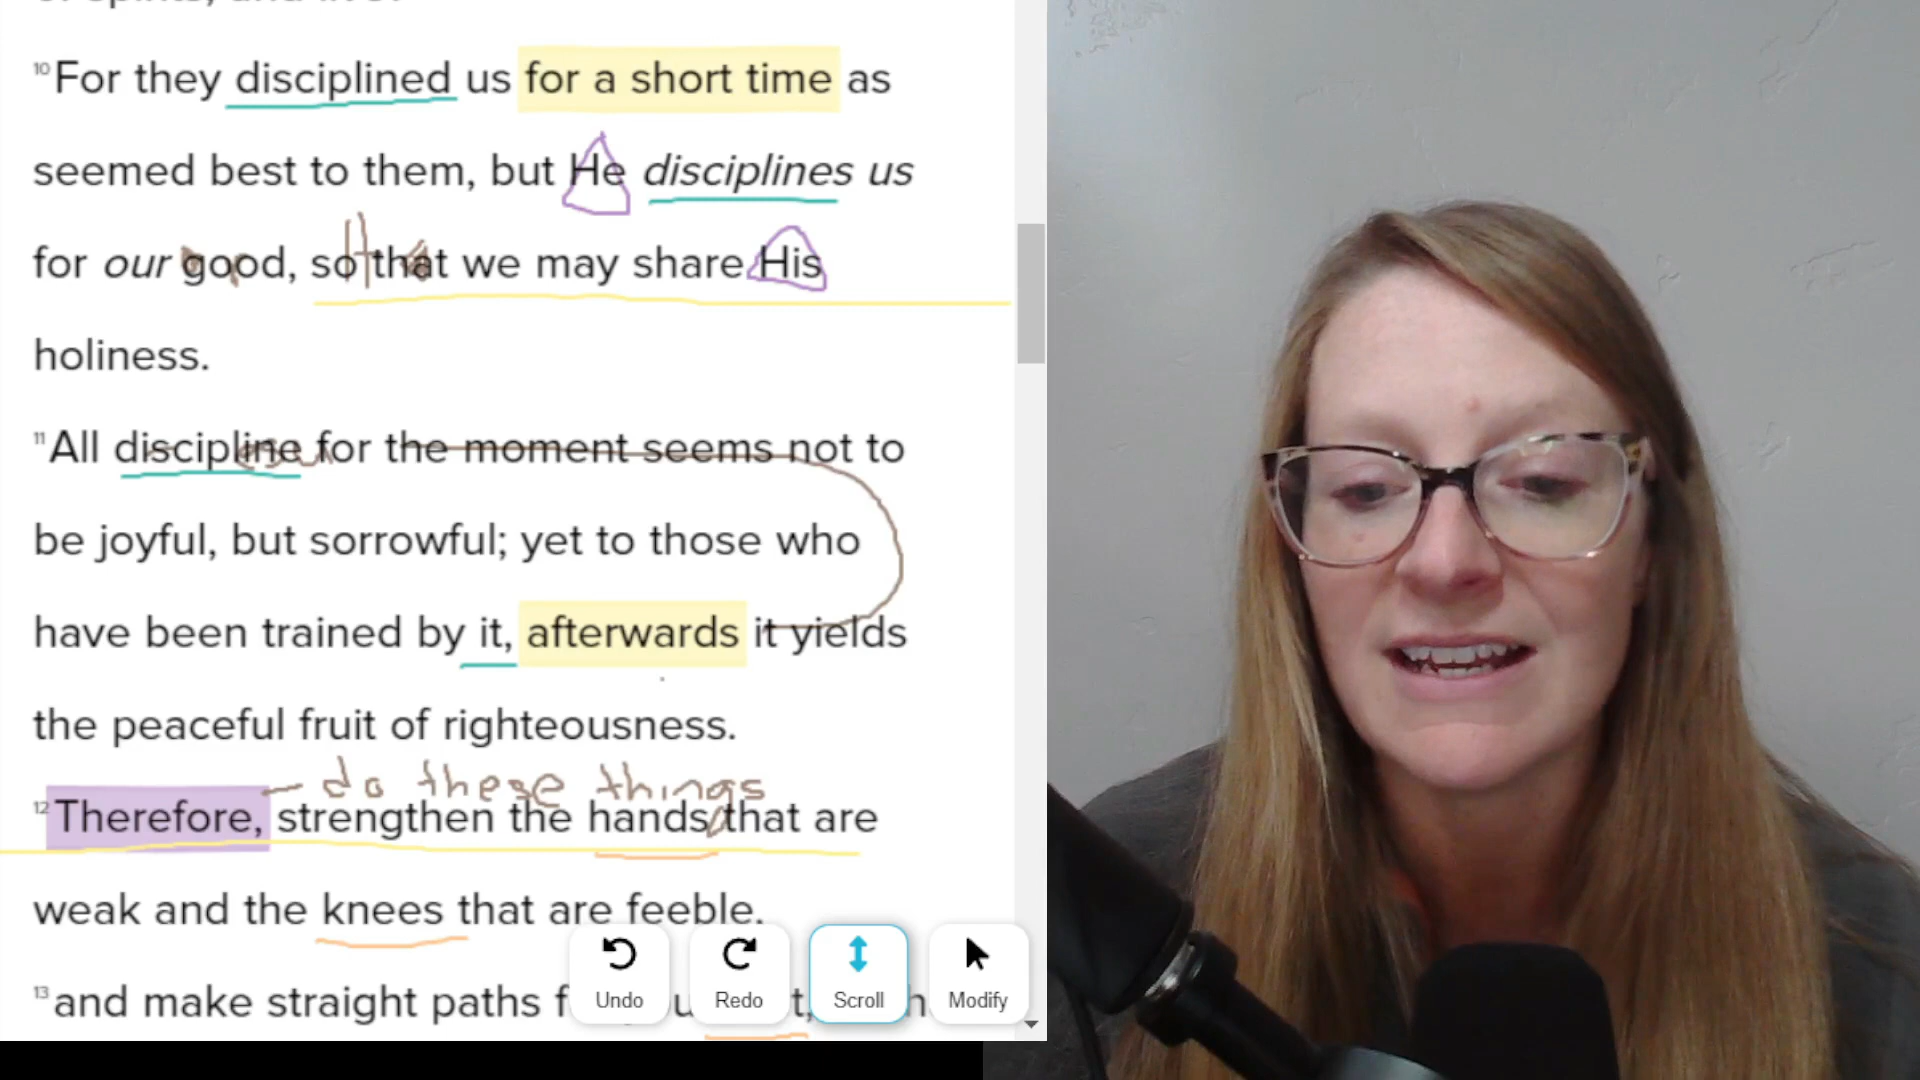 10 For they disciplined us for a short time as
seemed best to them, but He disciplines us
for our good, so that we may share His
holiness.
11 All discipline for the moment seems not to
be joyful, but sorrowful; yet to those who
have been trained by it, afterwards it yields
the peaceful fruit of righteousness.
do these things
12 Therefore, strengthen the hands that are
weak and the knees that are feeble,
13 and make straight paths
Undo Redo Scroll Modify